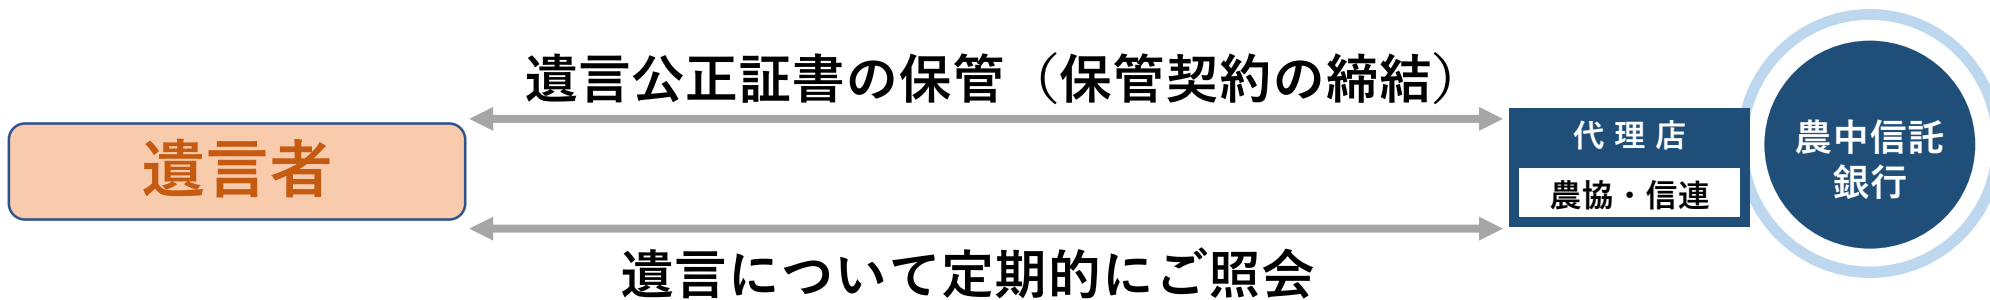 遺言公正証書の保管（保管契約の締結）
遺言者
代理店
農協・信連
農中信託
銀行
遺言について定期的にご照会